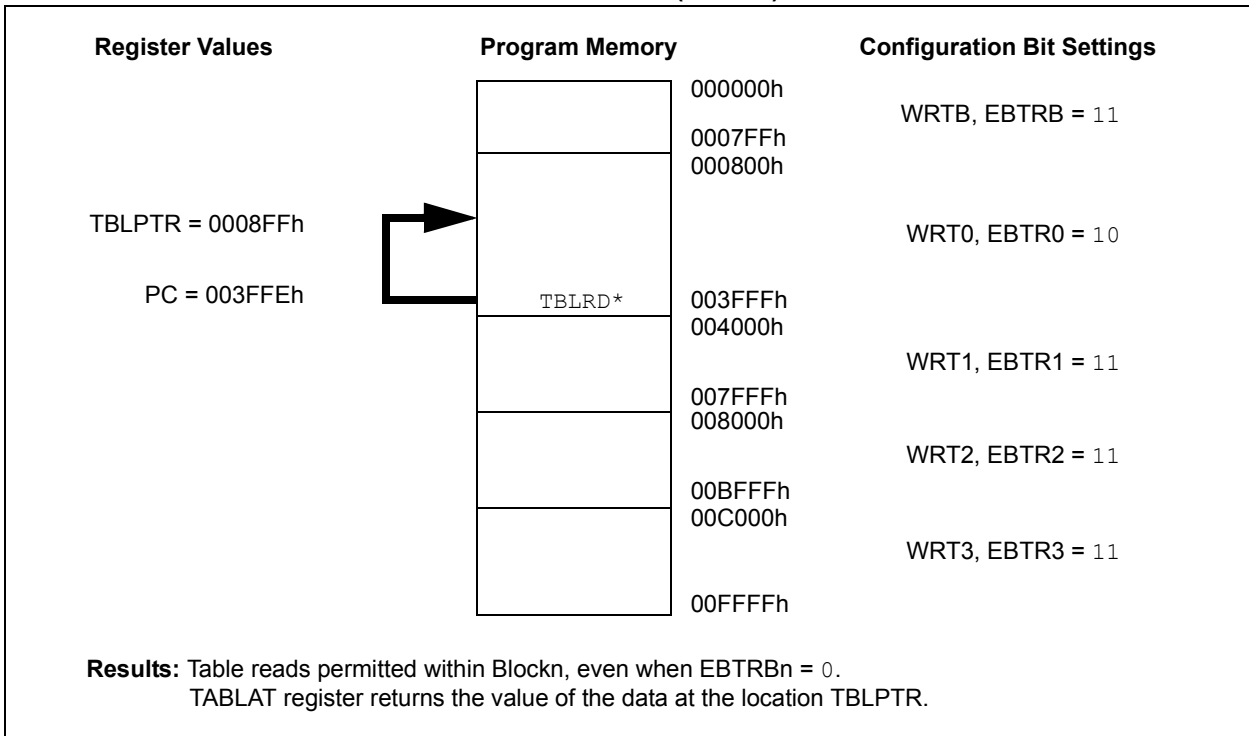 Register Values Program Memory Configuration Bit Settings
000000h
WRTB, EBTRB = 11
0007FFh
000800h
TBLPTR = 0008FFh
WRT0, EBTR0 = 10
PC = 003FFEh
TBLRD*
003FFFh
004000h
WRT1, EBTR1 = 11
007FFFh
008000h
WRT2, EBTR2 = 11
00BFFFh
00C000h
WRT3, EBTR3 = 11
00FFFFh
Results: Table reads permitted within Blockn, even when EBTRBn = 0.
TABLAT register returns the value of the data at the location TBLPTR.